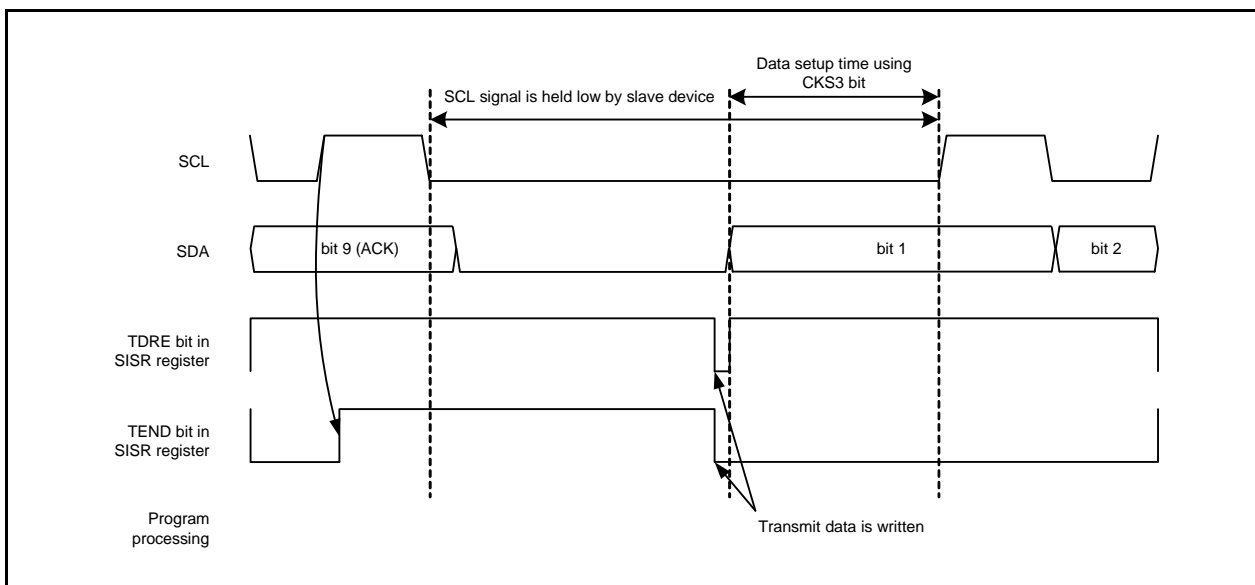 Data setup time using
CKS3 bit
SCL signal is held low by slave device
SCL
SDA
bit 9 (ACK)
bit 1
bit 2
TDRE bit in
SISR register
TEND bit in
SISR register
Program
processing
Transmit data is written